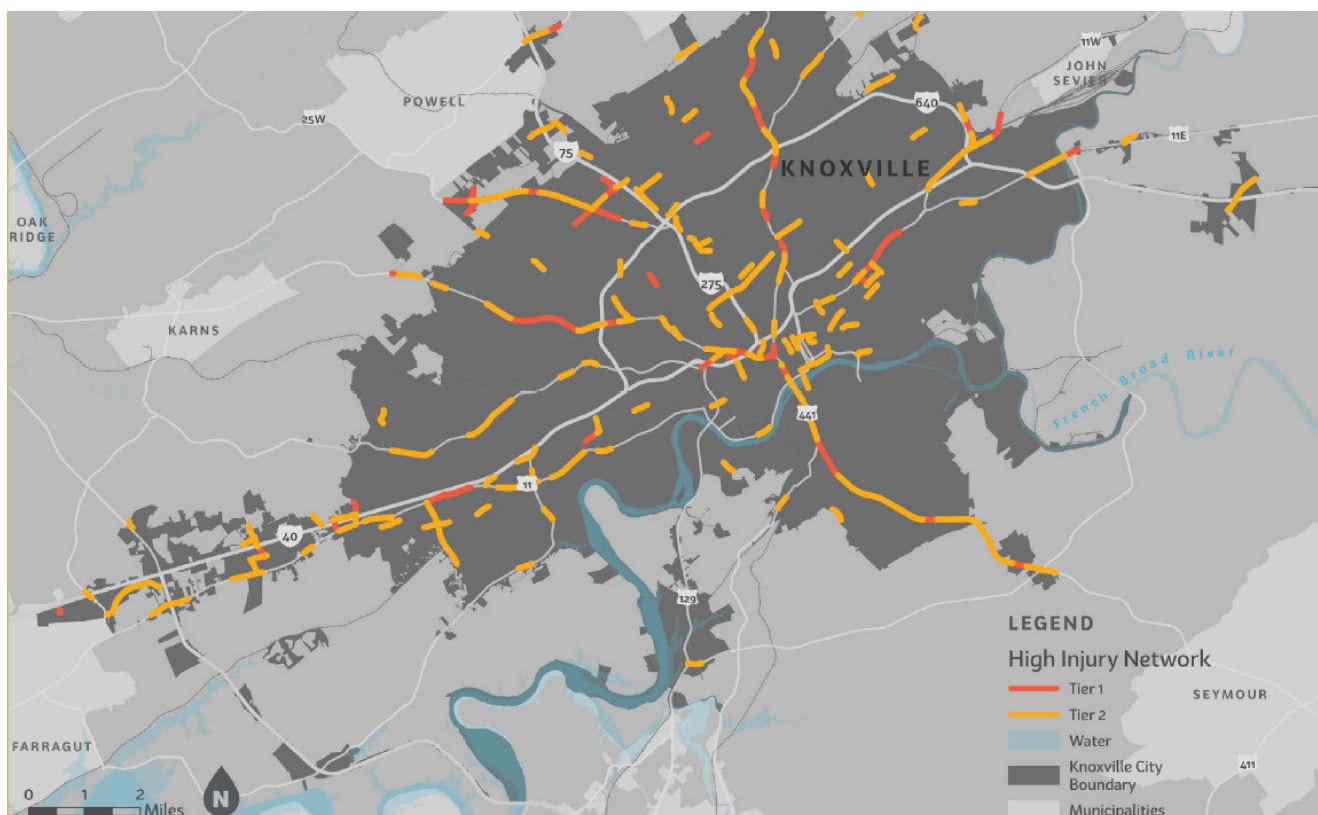 11W
JOHN
SEVIER
POWELL
640
25W
11E
75
KNOXVILLE
OAK
RIDGE
275
KARNS
French Broad River
441
11
40
129
LEGEND
High Injury Network
Tier 1
Tier 2
Water
Knoxville City
Boundary
Municipalities
SEYMOUR
FARRAGUT
411
N
0 1 2
Miles